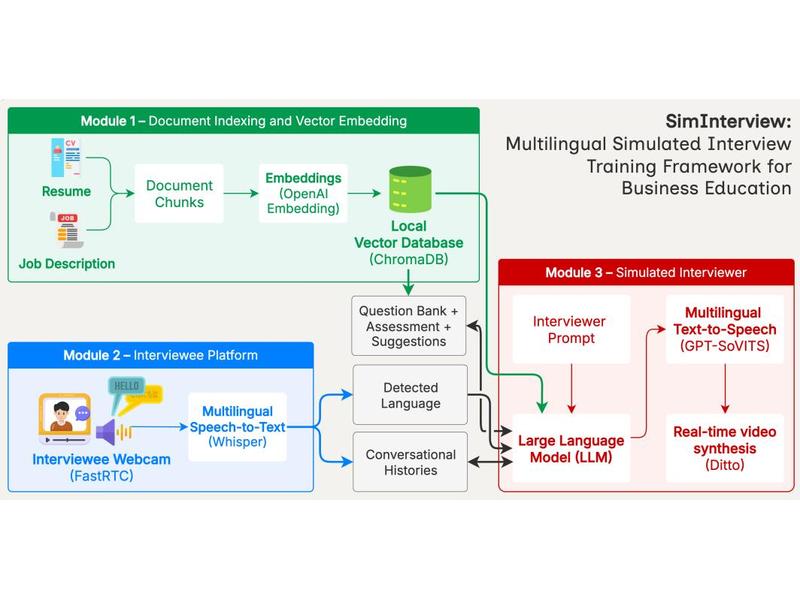 SimInterview:
Multilingual Simulated Interview
Training Framework for
Business Education
Module 1 – Document Indexing and Vector Embedding
CV
Resume
JOB
Job Description
Document
Chunks
Embeddings
(OpenAI
Embedding)
Local
Vector Database
(ChromaDB)
Question Bank +
Assessment +
Suggestions
Module 2 – Interviewee Platform
HELLO
Interviewee Webcam
(FastRTC)
Multilingual
Speech-to-Text
(Whisper)
Detected
Language
Conversational
Histories
Module 3 – Simulated Interviewer
Interviewer
Prompt
Large Language
Model (LLM)
Multilingual
Text-to-Speech
(GPT-SoVITS)
Real-time video
synthesis
(Ditto)